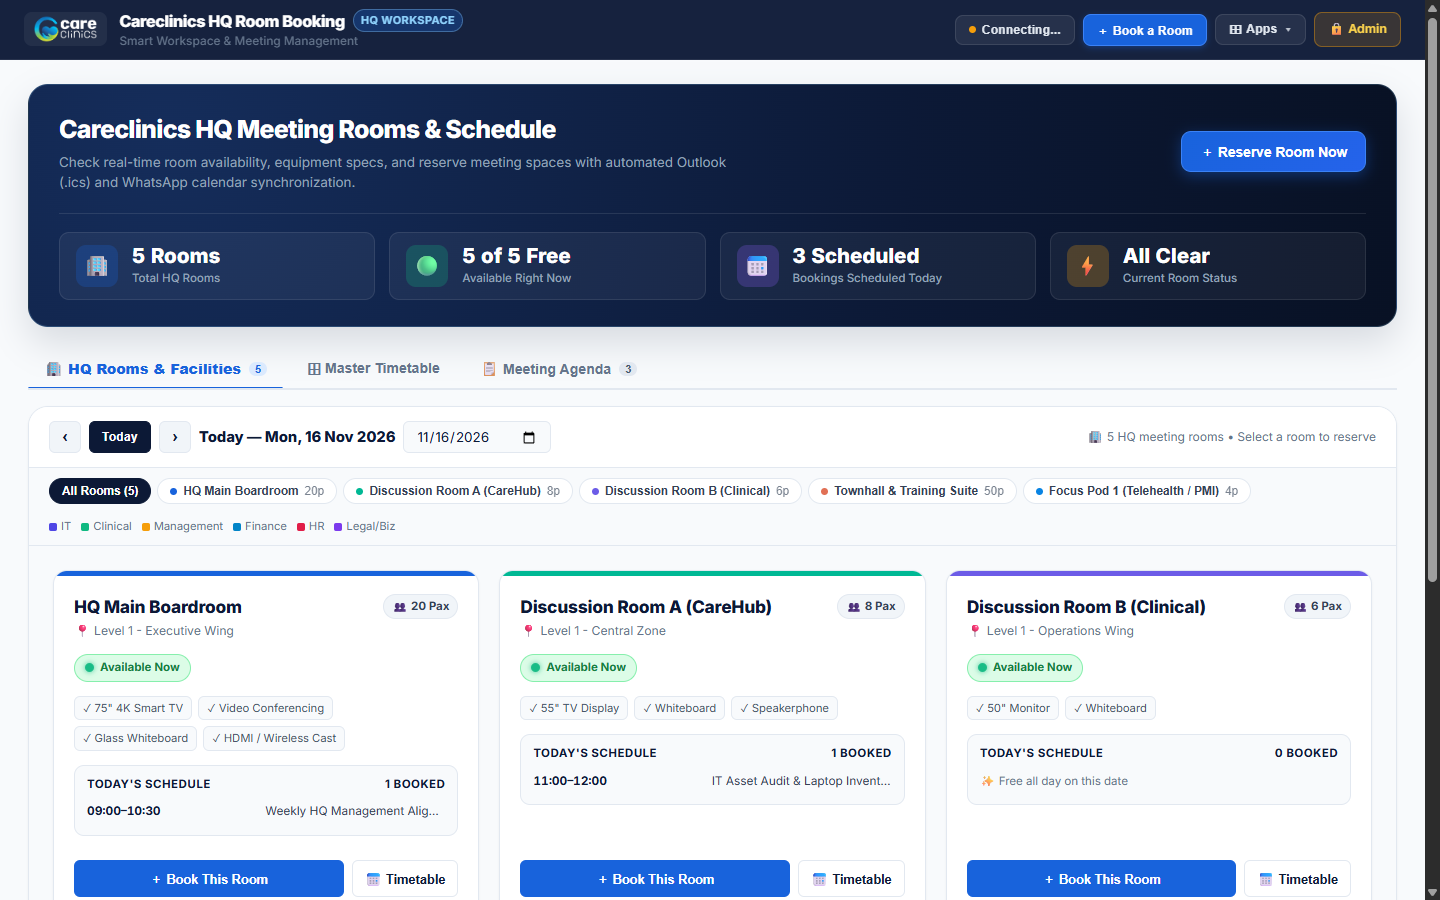 care
clinics
Careclinics HQ Room Booking
HQ WORKSPACE
Smart Workspace & Meeting Management
Connecting...
+ Book a Room
Apps
Admin
Careclinics HQ Meeting Rooms & Schedule
Check real-time room availability, equipment specs, and reserve meeting spaces with automated Outlook
(.ics) and WhatsApp calendar synchronization.
+ Reserve Room Now
5 Rooms
Total HQ Rooms
5 of 5 Free
Available Right Now
3 Scheduled
Bookings Scheduled Today
All Clear
Current Room Status
HQ Rooms & Facilities 5
Master Timetable
Meeting Agenda 3
‹ Today › Today — Mon, 16 Nov 2026 11/16/2026
5 HQ meeting rooms • Select a room to reserve
All Rooms (5)
HQ Main Boardroom 20p
Discussion Room A (CareHub) 8p
Discussion Room B (Clinical) 6p
Townhall & Training Suite 50p
Focus Pod 1 (Telehealth / PMI) 4p
IT Clinical Management Finance HR Legal/Biz
HQ Main Boardroom
20 Pax
Level 1 - Executive Wing
Available Now
✓ 75" 4K Smart TV
✓ Video Conferencing
✓ Glass Whiteboard
✓ HDMI / Wireless Cast
TODAY'S SCHEDULE 1 BOOKED
09:00–10:30 Weekly HQ Management Alig...
+ Book This Room
Timetable
Discussion Room A (CareHub)
8 Pax
Level 1 - Central Zone
Available Now
✓ 55" TV Display
✓ Whiteboard
✓ Speakerphone
TODAY'S SCHEDULE 1 BOOKED
11:00–12:00 IT Asset Audit & Laptop Invent...
+ Book This Room
Timetable
Discussion Room B (Clinical)
6 Pax
Level 1 - Operations Wing
Available Now
✓ 50" Monitor
✓ Whiteboard
TODAY'S SCHEDULE 0 BOOKED
Free all day on this date
+ Book This Room
Timetable